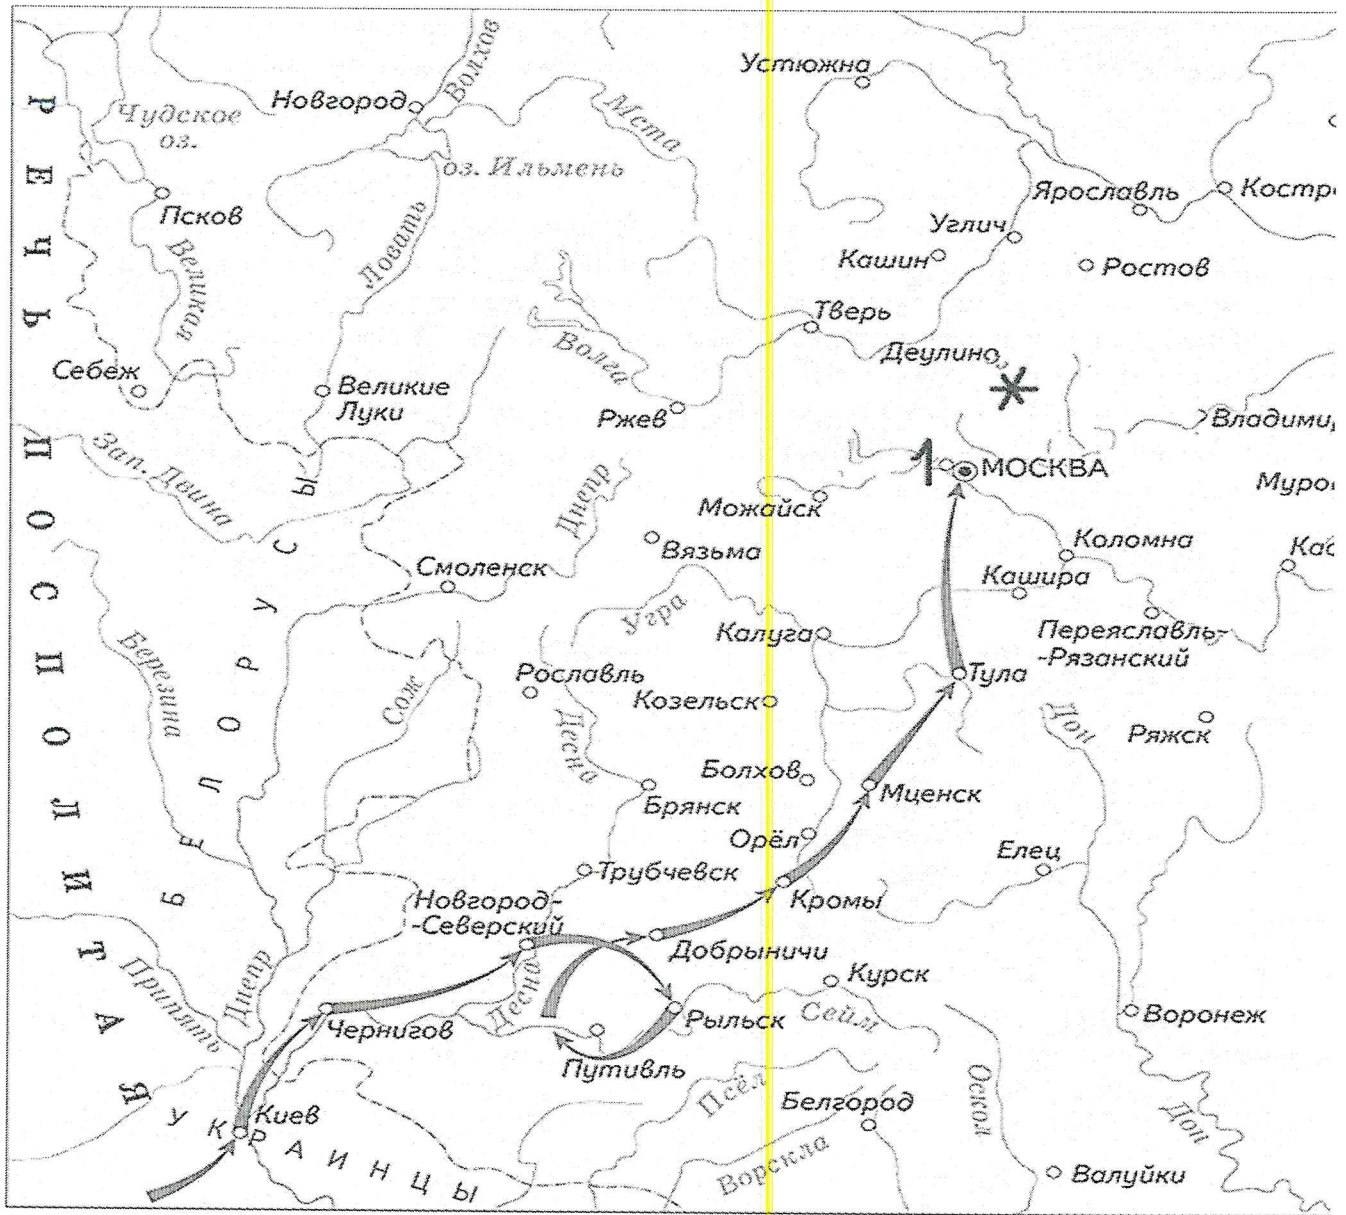 Устюжна
Волхов
Новгород
Мста
Чудское
оз.
оз. Ильмень
Псков
Ярославль
Костр
Углич
Великая
Ловать
Кашин
Ростов
Тверь
Волга
Деулино
Себеж
Великие
Луки
Ржев
Владими
1
МОСКВА
Зап. Двина
Можайск
Муро
Днепр
Вязьма
Коломна
Кас
Смоленск
Кашира
Угра
Калуга
Переяславль-
-Рязанский
Березина
Рославль
Тула
Сож
Козельск
Дон
Ряжск
Десна
Болхов
Мценск
Брянск
Орёл
Елец
Трубчевск
Кромы
Новгород-
-Северский
Добрыничи
Припять
Днепр
Десна
Курск
Чернигов
Рыльск
Сейм
Воронеж
Путивль
Псёл
Оскол
Белгород
Киев
Дон
Ворскла
Валуйки
РЕЧЬ ПОСПОЛИТАЯ
БЕЛОРУСЫ
УКРАИНЦЫ